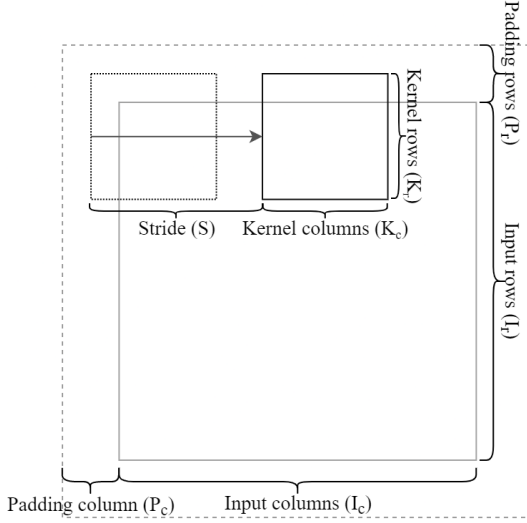 Padding rows (Pr)
Kernel rows (Kr)
Stride (S)
Kernel columns (Kc)
Input rows (Ir)
Padding column (Pc)
Input columns (Ic)